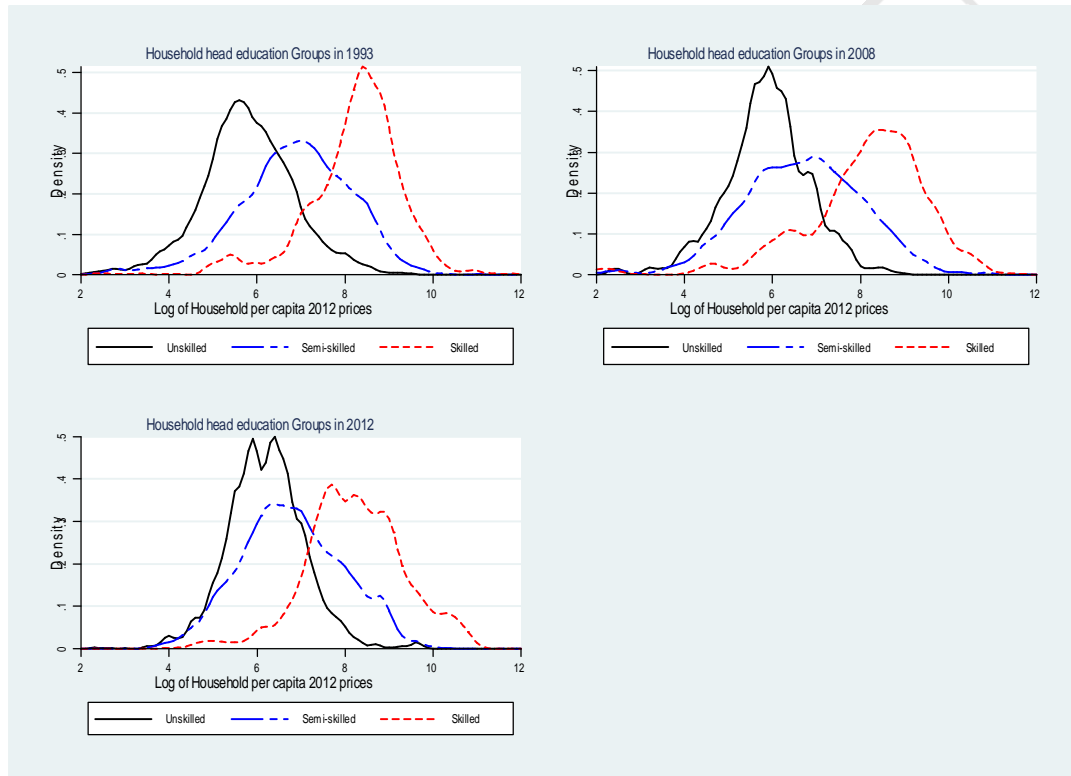 Household head education Groups in 1993
Density
0 .1 .2 .3 .4 .5
2 4 6 8 10 12
Log of Household per capita 2012 prices
Unskilled Semi-skilled Skilled
Household head education Groups in 2008
Density
0 .1 .2 .3 .4 .5
2 4 6 8 10 12
Log of Household per capita 2012 prices
Unskilled Semi-skilled Skilled
Household head education Groups in 2012
Density
0 .1 .2 .3 .4 .5
2 4 6 8 10 12
Log of Household per capita 2012 prices
Unskilled Semi-skilled Skilled